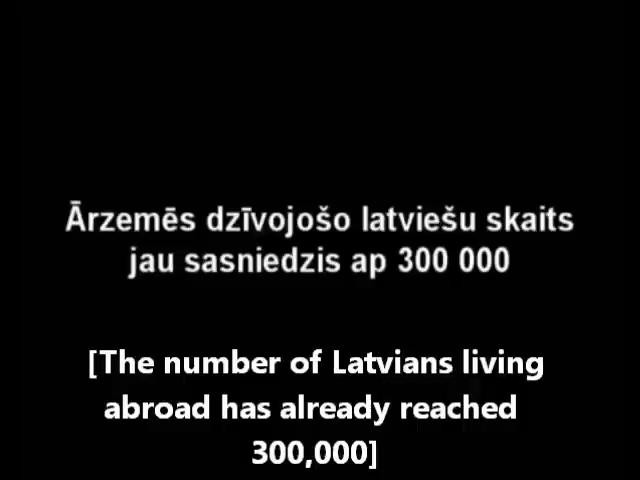 Ārzemēs dzīvojošo latviešu skaits
jau sasniedzis ap 300 000
[The number of Latvians living
abroad has already reached
300,000]